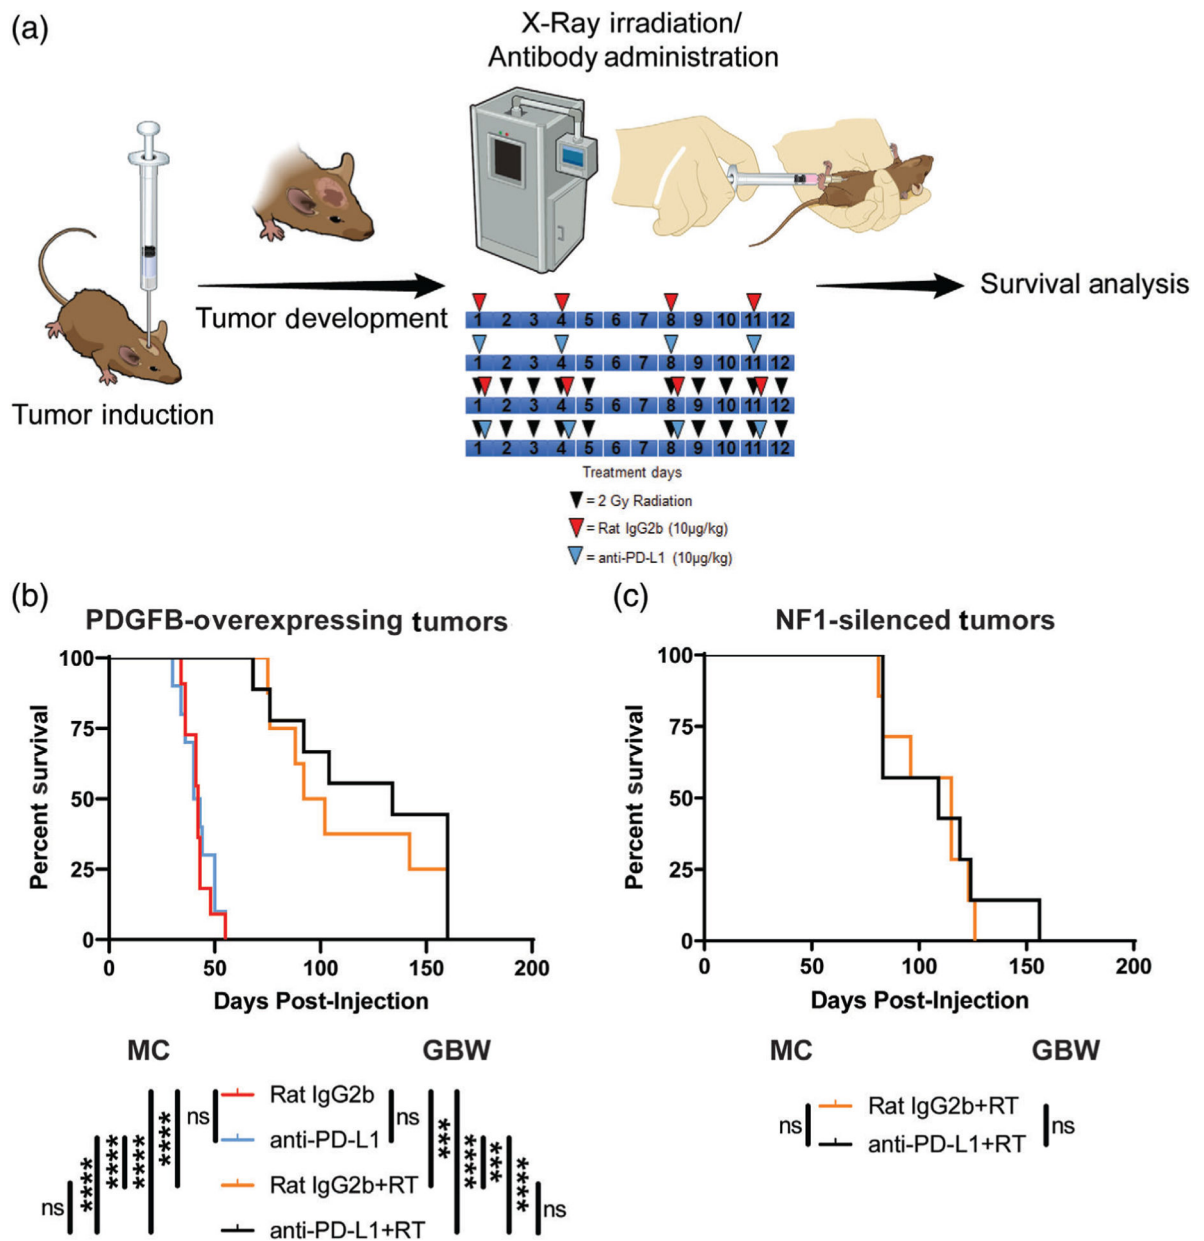 (a)
X-Ray irradiation/
Antibody administration
Tumor induction
Tumor development
Survival analysis
1 2 3 4 5 6 7 8 9 10 11 12
1 2 3 4 5 6 7 8 9 10 11 12
1 2 3 4 5 6 7 8 9 10 11 12
1 2 3 4 5 6 7 8 9 10 11 12
Treatment days
= 2 Gy Radiation
= Rat IgG2b (10µg/kg)
= anti-PD-L1 (10µg/kg)
(b)
PDGFB-overexpressing tumors
Percent survival
100
75
50
25
0
0 50 100 150 200
Days Post-Injection
MC GBW
Rat IgG2b
anti-PD-L1
Rat IgG2b+RT
anti-PD-L1+RT
ns
****
****
****
****
ns
ns
***
****
***
****
ns
(c)
NF1-silenced tumors
Percent survival
100
75
50
25
0
0 50 100 150 200
Days Post-Injection
MC GBW
ns
Rat IgG2b+RT
anti-PD-L1+RT
ns